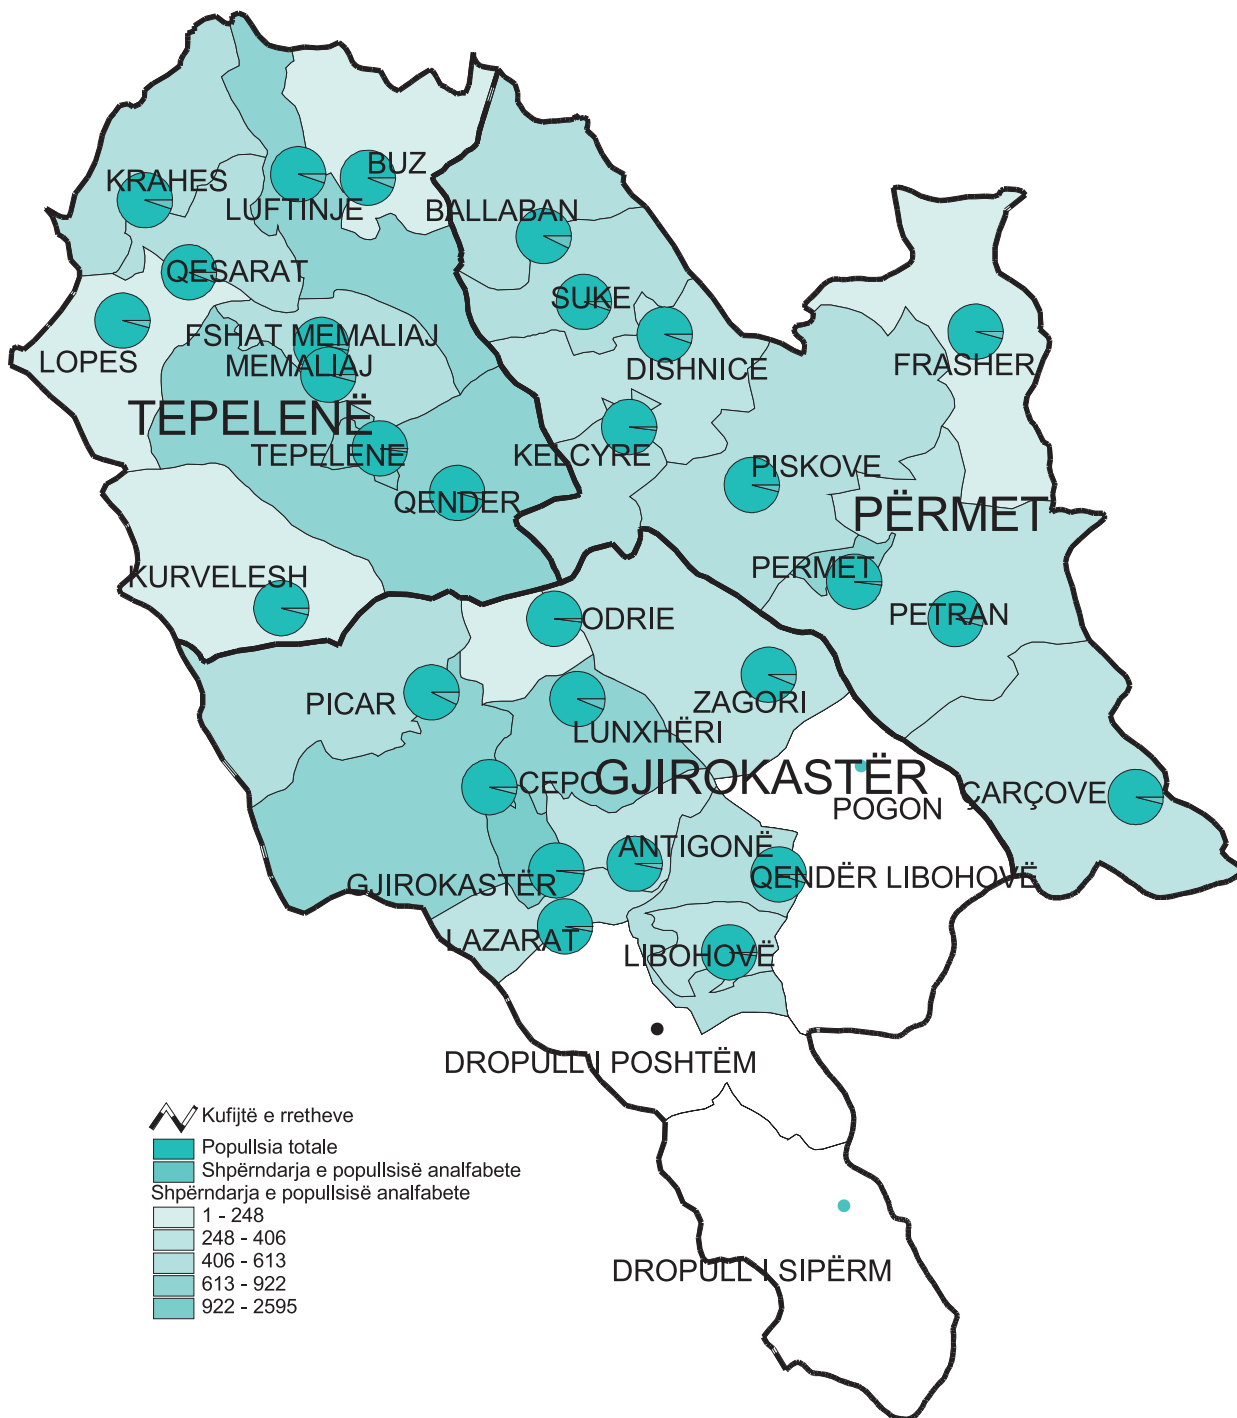 BUZ
KRAHES
LUFTINJE
BALLABAN
QESARAT
SUKE
FSHAT MEMALIAJ
LOPES
MEMALIAJ
DISHNICE
FRASHER
TEPELENË
TEPELENE
KELCYRE
PISKOVE
QENDER
PËRMET
KURVELESH
PERMET
PETRAN
ODRIE
PICAR
ZAGORI
LUNXHËRI
CEPO
GJIROKASTËR
POGON
ÇARÇOVE
ANTIGONË
GJIROKASTËR
QENDËR LIBOHOVË
LAZARAT
LIBOHOVË
DROPULL I POSHTËM
Kufijtë e rretheve
Popullsia totale
Shpërndarja e popullsisë analfabete
Shpërndarja e popullsisë analfabete
1 - 248
248 - 406
406 - 613
613 - 922
922 - 2595
DROPULL I SIPËRM